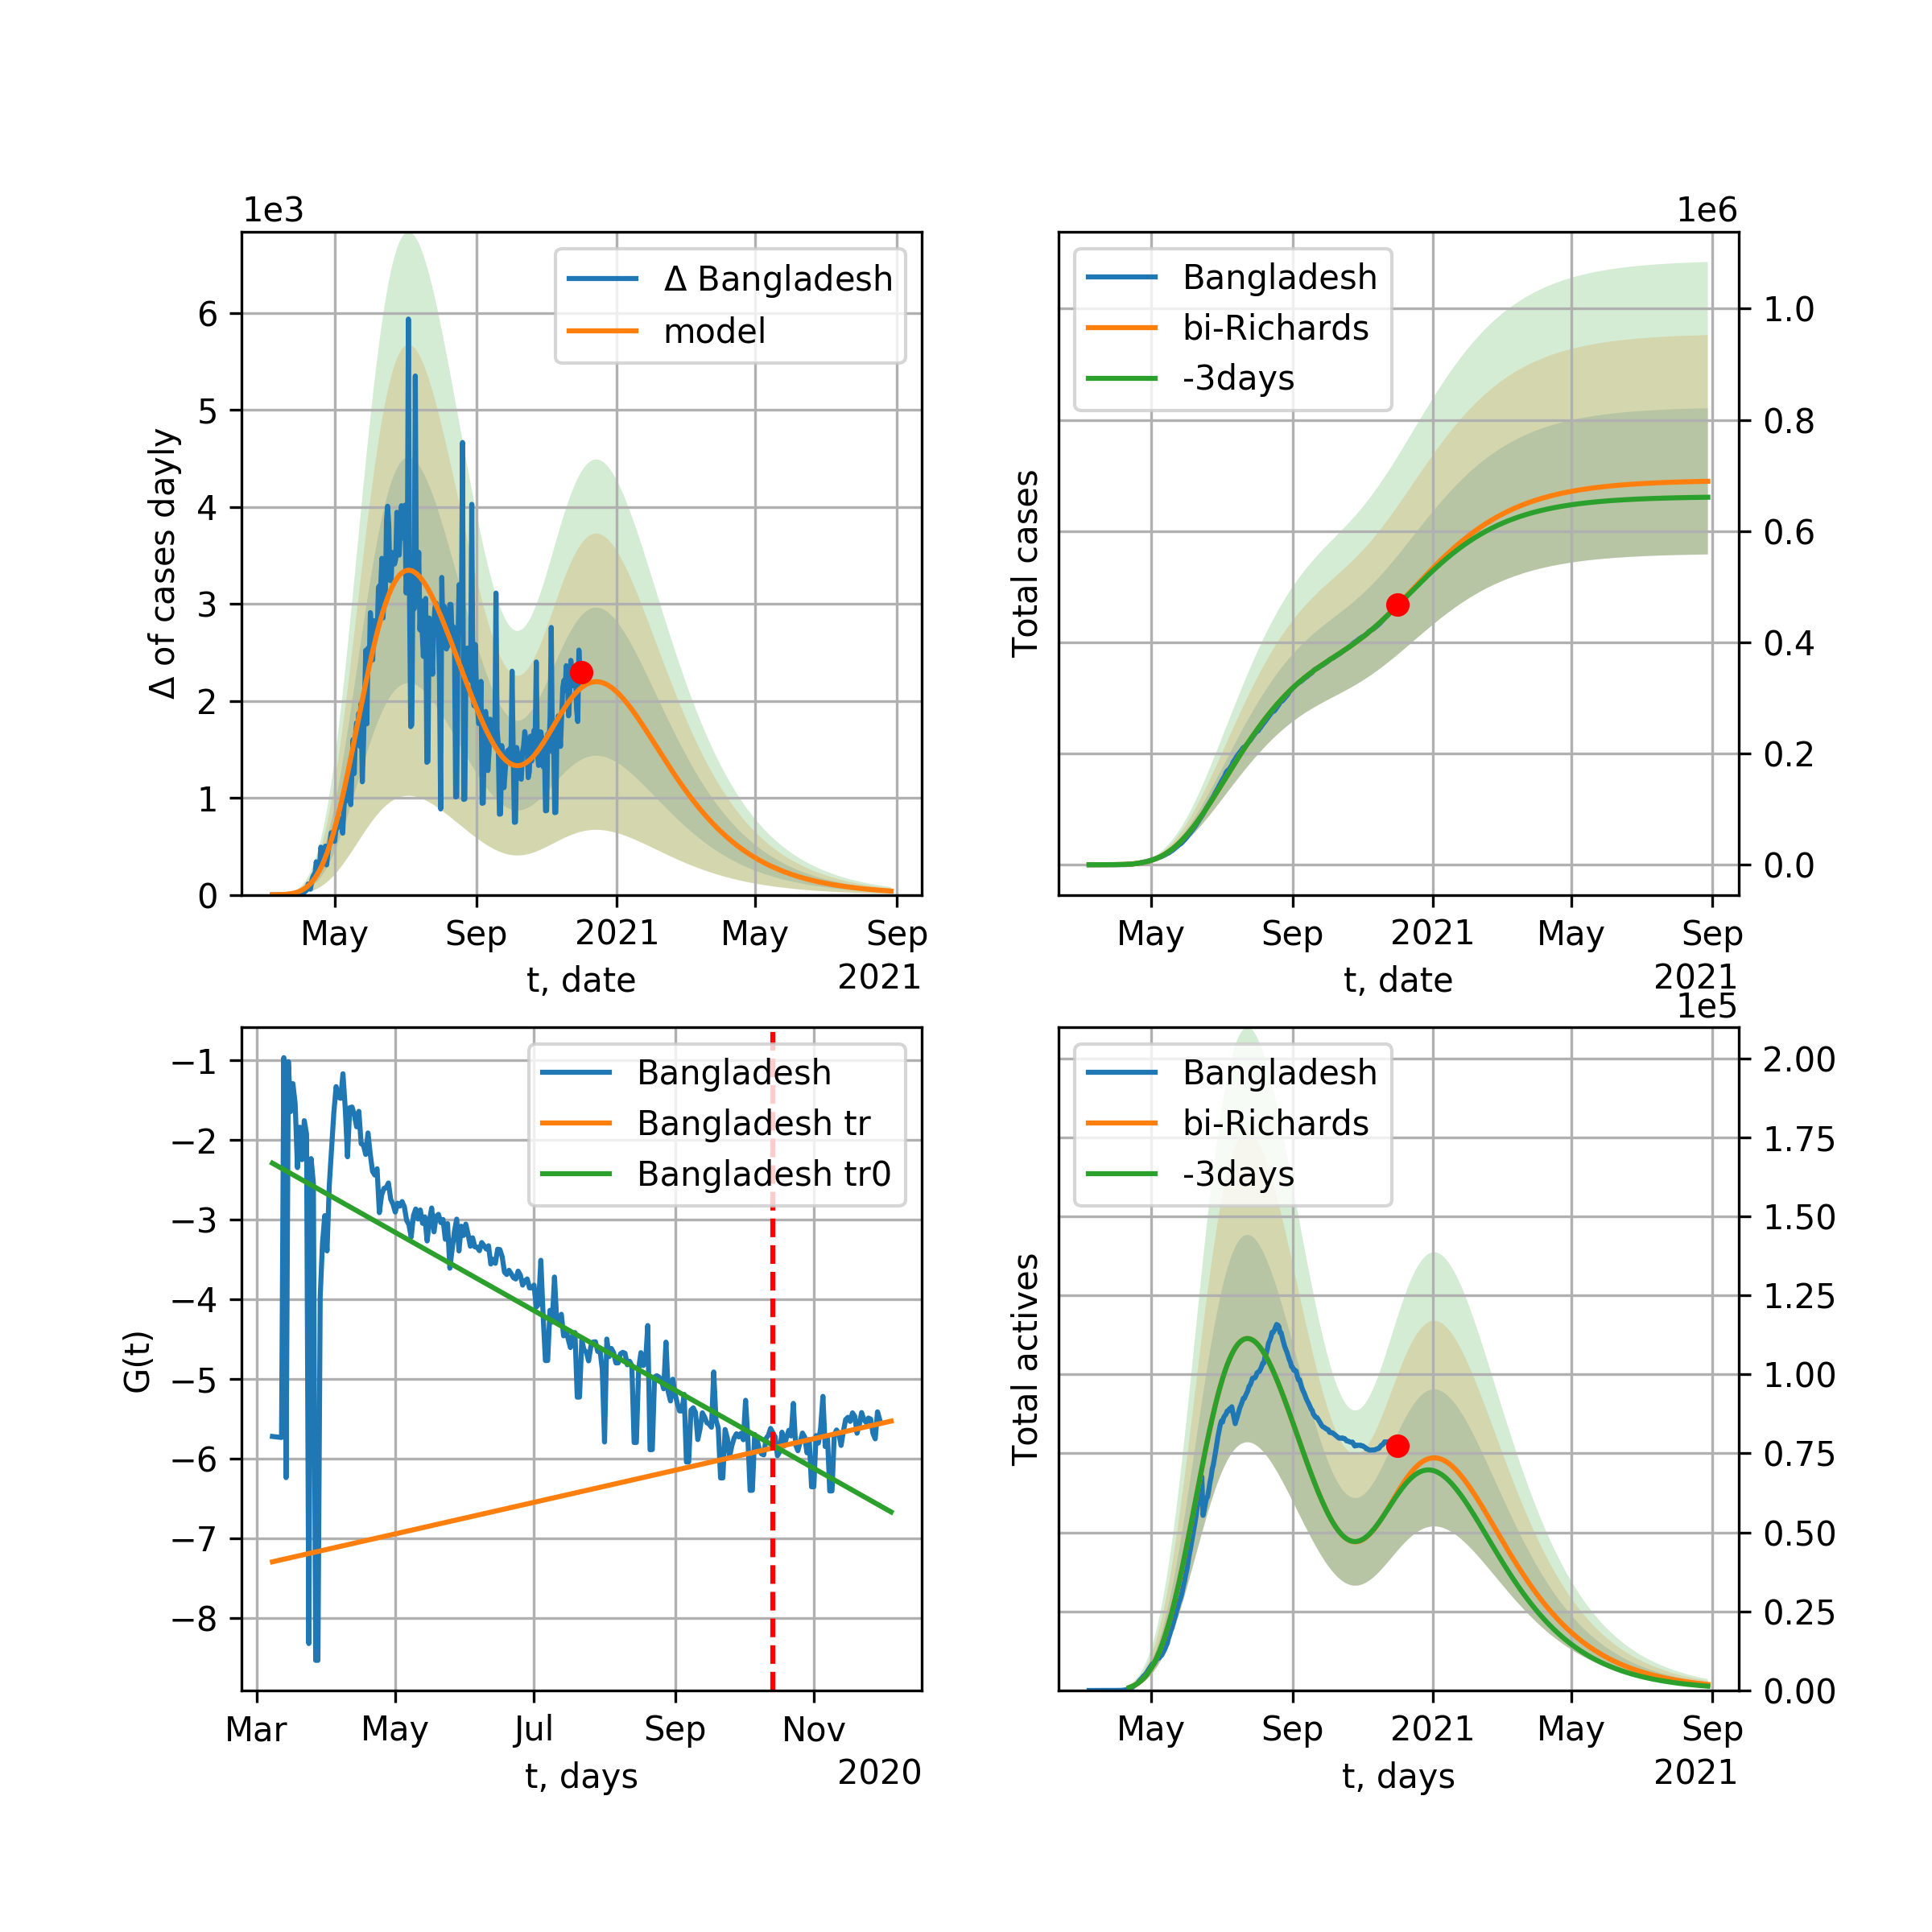 1e3
Δ of cases dayly
6
5
4
3
2
1
0
Δ Bangladesh
model
May Sep 2021 May Sep
t, date
2021
1e6
Total cases
Bangladesh
bi-Richards
-3days
1.0
0.8
0.6
0.4
0.2
0.0
May Sep 2021 May Sep
t, date
2021
G(t)
−1
−2
−3
−4
−5
−6
−7
−8
Bangladesh
Bangladesh tr
Bangladesh tr0
Mar May Jul Sep Nov
t, days
2020
1e5
Total actives
Bangladesh
bi-Richards
-3days
2.00
1.75
1.50
1.25
1.00
0.75
0.50
0.25
0.00
May Sep 2021 May Sep
t, days
2021